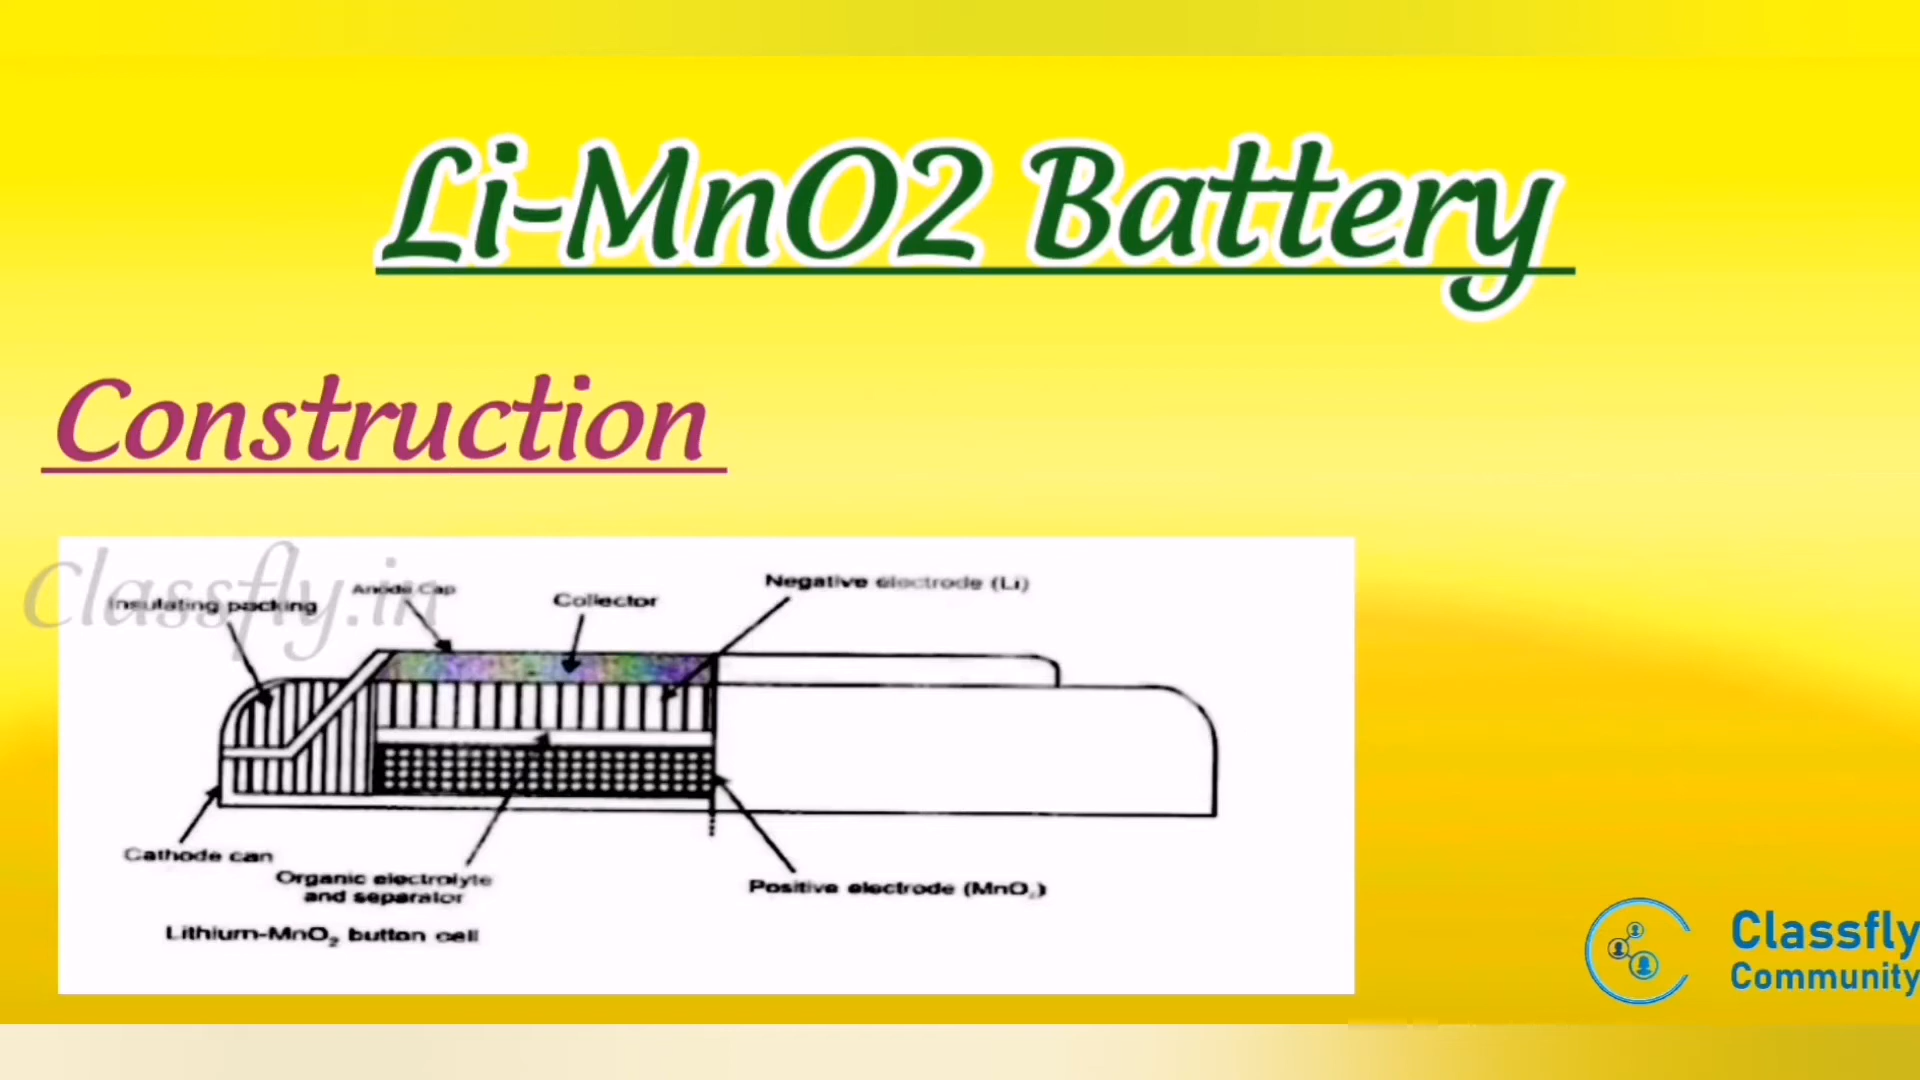 Li-MnO2 Battery
Construction
Classfly.in
Insulating packing
Anode Cap
Collector
Negative electrode (Li)
Cathode can
Organic electrolyte
and separator
Positive electrode (MnO₂)
Lithium-MnO₂ button cell
Classfly
Community